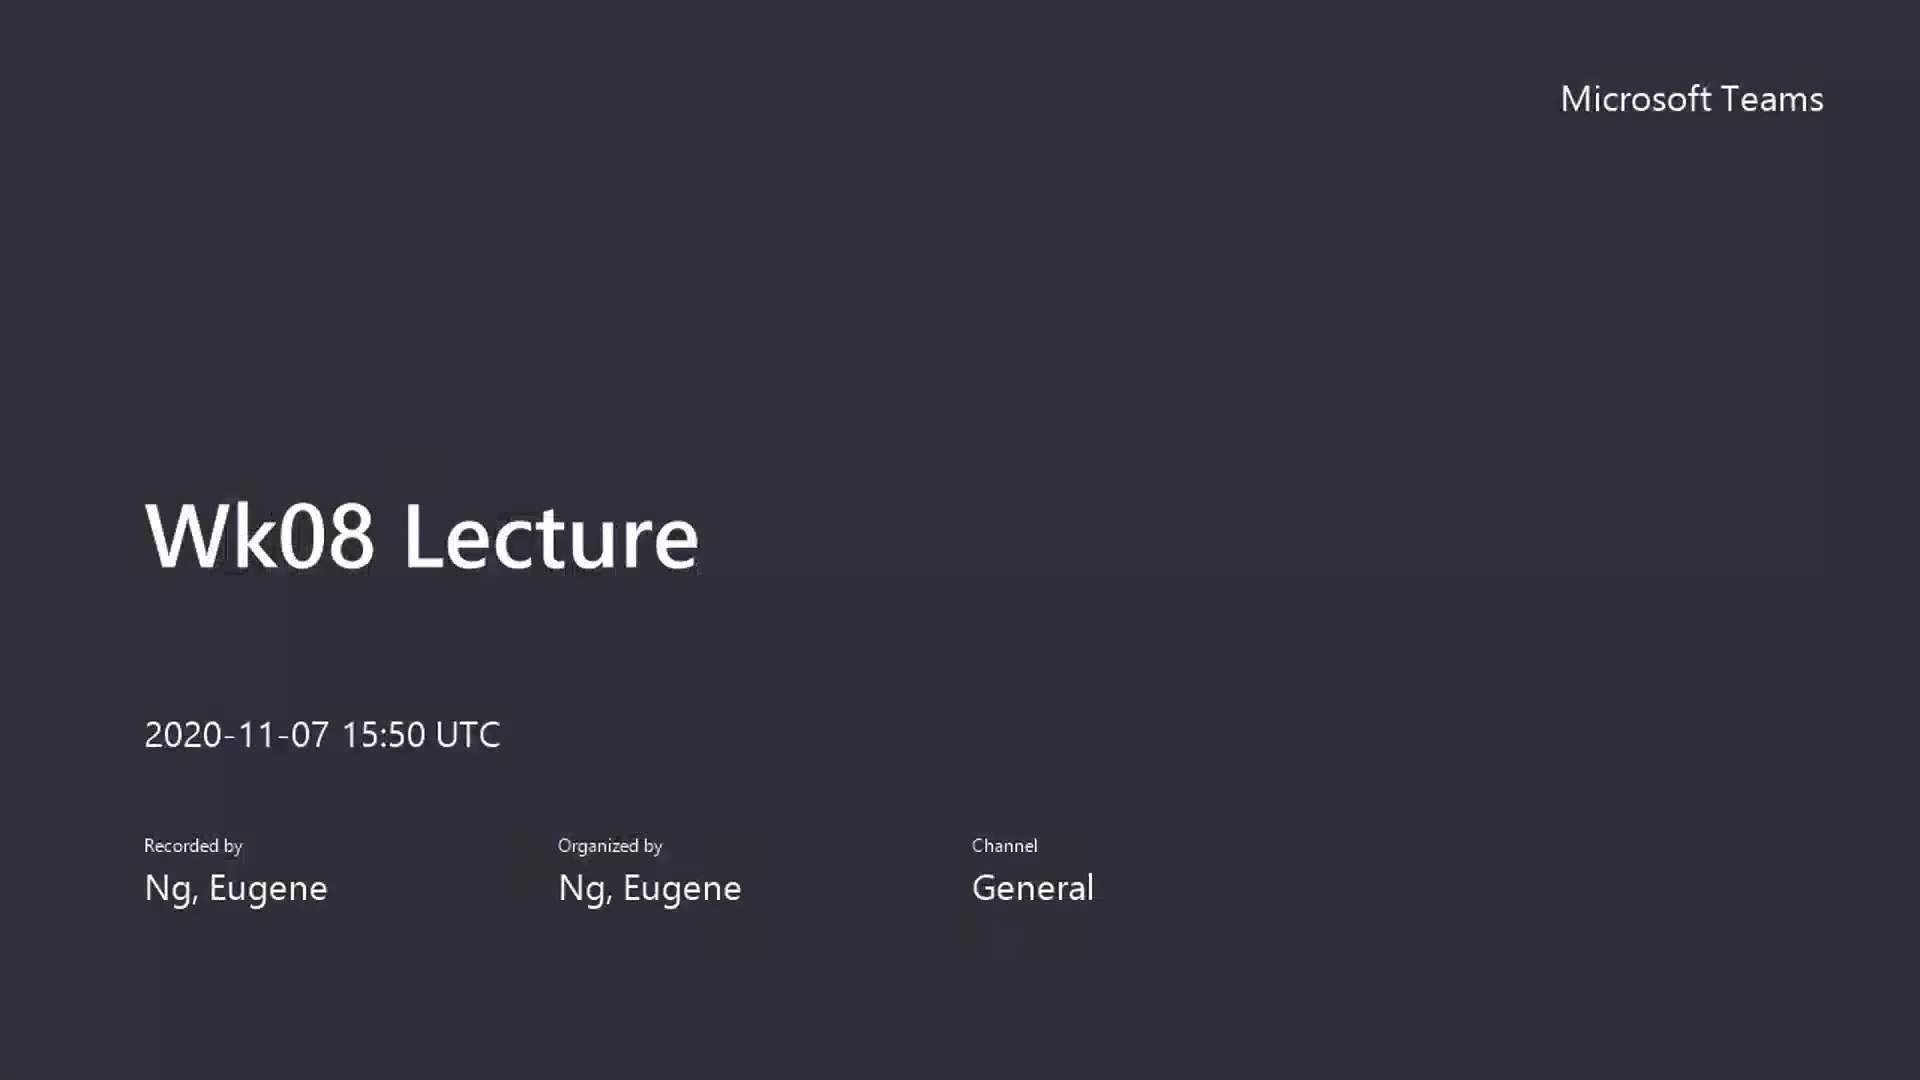 Microsoft Teams
Wk08 Lecture
2020-11-07 15:50 UTC
Recorded by
Ng, Eugene
Organized by
Ng, Eugene
Channel
General